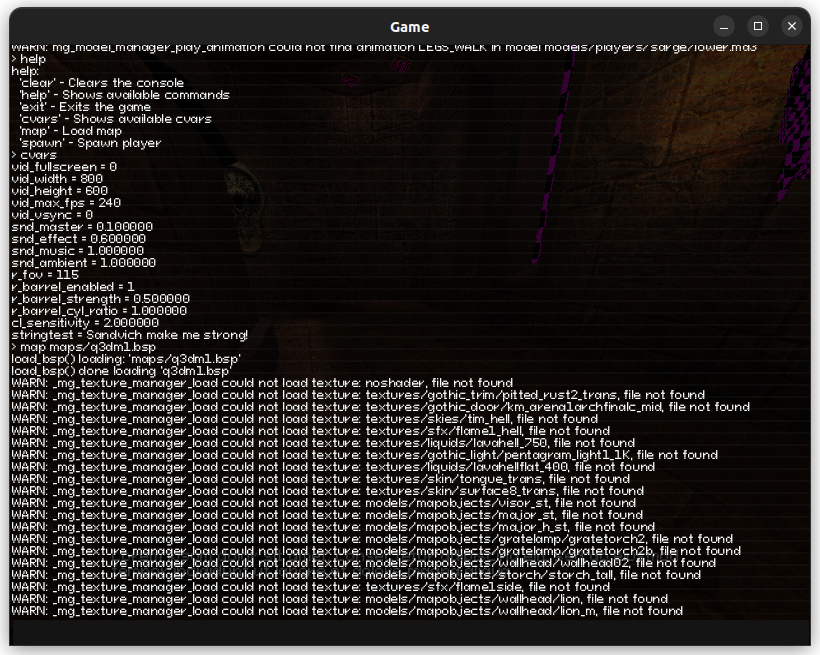 Game
WARN: mg_model_manager_play_animation could not find animation LEGS_WALK in model models/players/sarge/lower.md3
> help
help:
'clear' - Clears the console
'help' - Shows available commands
'exit' - Exits the game
'cvars' - Shows available cvars
'map' - Load map
'spawn' - Spawn player
> cvars
vid_fullscreen = 0
vid_width = 800
vid_height = 600
vid_max_fps = 240
vid_vsync = 0
snd_master = 0.100000
snd_effect = 0.600000
snd_music = 1.000000
snd_ambient = 1.000000
r_fov = 115
r_barrel_enabled = 1
r_barrel_strength = 0.500000
r_barrel_cyl_ratio = 1.000000
cl_sensitivity = 2.000000
stringtest = Sandvich make me strong!
> map maps/q3dm1.bsp
load_bsp() loading: 'maps/q3dm1.bsp'
load_bsp() done loading 'q3dm1.bsp'
WARN: _mg_texture_manager_load could not load texture: noshader, file not found
WARN: _mg_texture_manager_load could not load texture: textures/gothic_trim/pitted_rust2_trans, file not found
WARN: _mg_texture_manager_load could not load texture: textures/gothic_door/km_arena1archfinalc_mid, file not found
WARN: _mg_texture_manager_load could not load texture: textures/skies/tim_hell, file not found
WARN: _mg_texture_manager_load could not load texture: textures/sfx/flame1_hell, file not found
WARN: _mg_texture_manager_load could not load texture: textures/liquids/lavahell_750, file not found
WARN: _mg_texture_manager_load could not load texture: textures/gothic_light/pentagram_light1_1K, file not found
WARN: _mg_texture_manager_load could not load texture: textures/liquids/lavahellflat_400, file not found
WARN: _mg_texture_manager_load could not load texture: textures/skin/tongue_trans, file not found
WARN: _mg_texture_manager_load could not load texture: textures/skin/surface8_trans, file not found
WARN: _mg_texture_manager_load could not load texture: models/mapobjects/visor_st, file not found
WARN: _mg_texture_manager_load could not load texture: models/mapobjects/major_st, file not found
WARN: _mg_texture_manager_load could not load texture: models/mapobjects/major_h_st, file not found
WARN: _mg_texture_manager_load could not load texture: models/mapobjects/gratelamp/gratetorch2, file not found
WARN: _mg_texture_manager_load could not load texture: models/mapobjects/gratelamp/gratetorch2b, file not found
WARN: _mg_texture_manager_load could not load texture: models/mapobjects/wallhead/wallhead02, file not found
WARN: _mg_texture_manager_load could not load texture: models/mapobjects/storch/storch_tall, file not found
WARN: _mg_texture_manager_load could not load texture: textures/sfx/flame1side, file not found
WARN: _mg_texture_manager_load could not load texture: models/mapobjects/wallhead/lion, file not found
WARN: _mg_texture_manager_load could not load texture: models/mapobjects/wallhead/lion_m, file not found